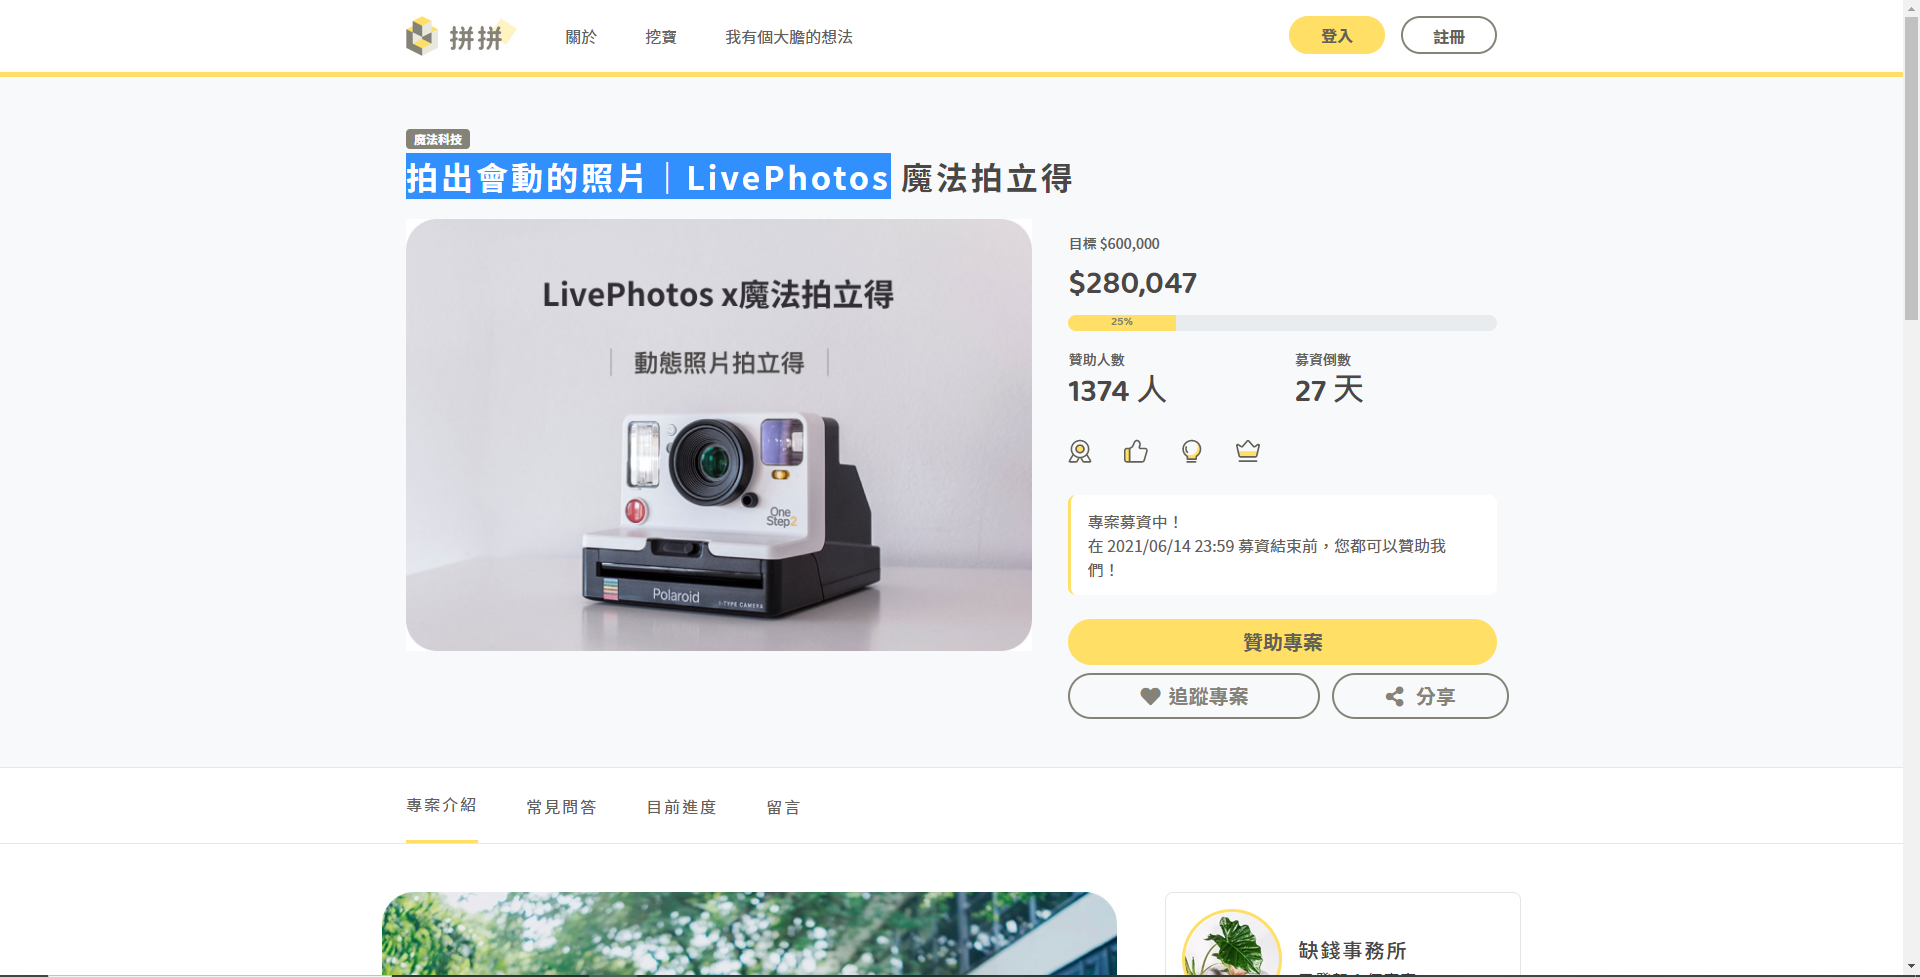 拼拼
關於
挖寶
我有個大膽的想法
登入
註冊
魔法科技
拍出會動的照片｜LivePhotos 魔法拍立得
LivePhotos x魔法拍立得
｜ 動態照片拍立得 ｜
One
Step2
Polaroid
i-TYPE CAMERA
目標 $600,000
$280,047
25%
贊助人數
1374 人
募資倒數
27 天
專案募資中！
在 2021/06/14 23:59 募資結束前，您都可以贊助我
們！
贊助專案
追蹤專案
分享
專案介紹
常見問答
目前進度
留言
缺錢事務所